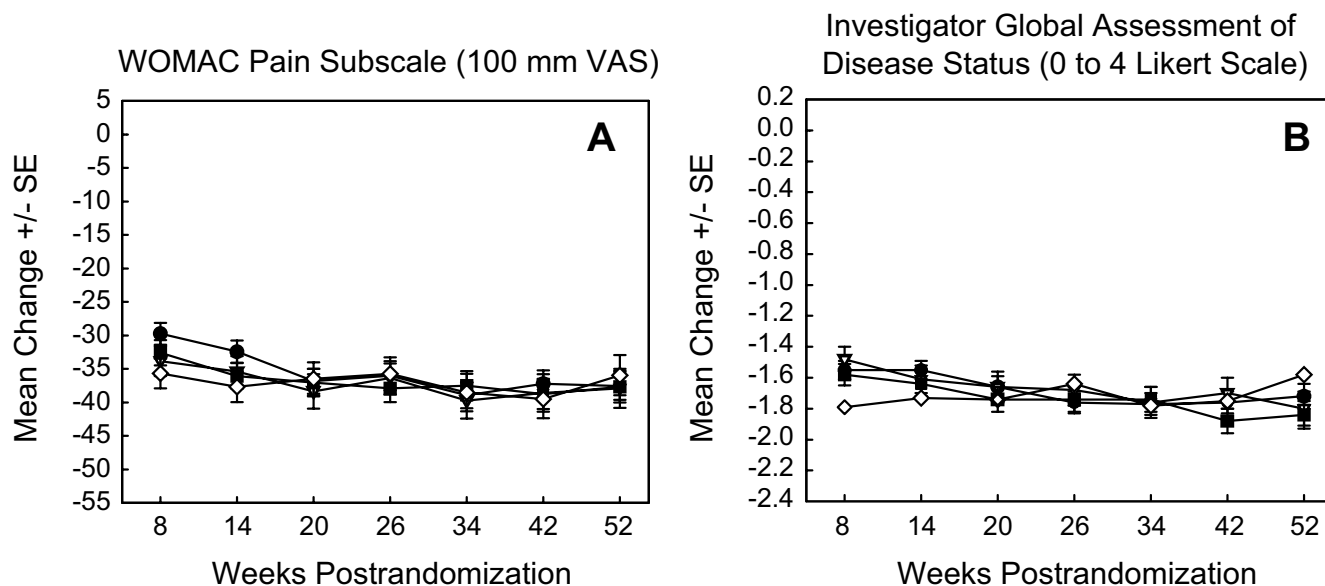 WOMAC Pain Subscale (100 mm VAS)
A
Mean Change +/- SE
5
0
-5
-10
-15
-20
-25
-30
-35
-40
-45
-50
-55
8 14 20 26 34 42 52
Weeks Postrandomization
Investigator Global Assessment of
Disease Status (0 to 4 Likert Scale)
B
Mean Change +/- SE
0.2
0.0
-0.2
-0.4
-0.6
-0.8
-1.0
-1.2
-1.4
-1.6
-1.8
-2.0
-2.2
-2.4
8 14 20 26 34 42 52
Weeks Postrandomization